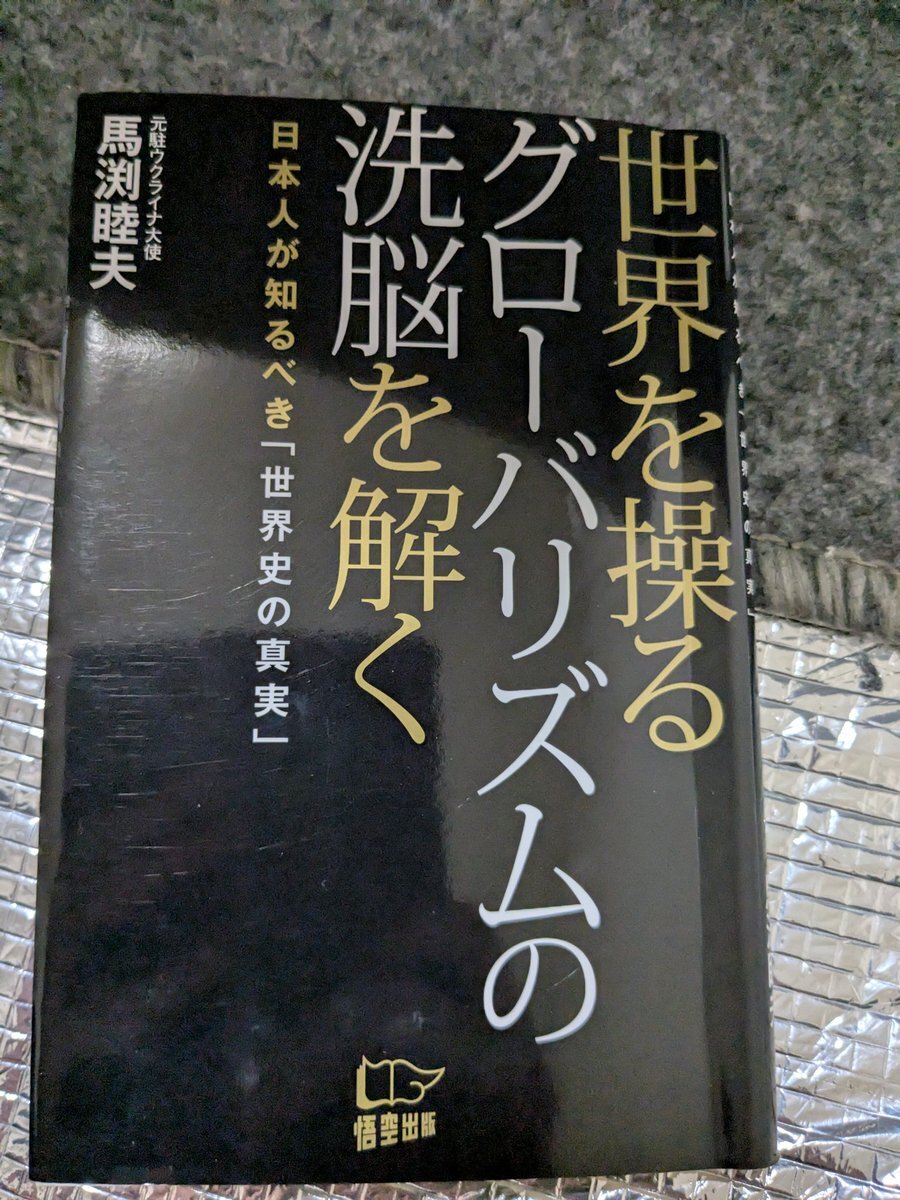 世界を操る
グローバリズムの
洗脳を解く
日本人が知るべき「世界史の真実」
元駐ウクライナ大使
馬渕睦夫
悟空出版